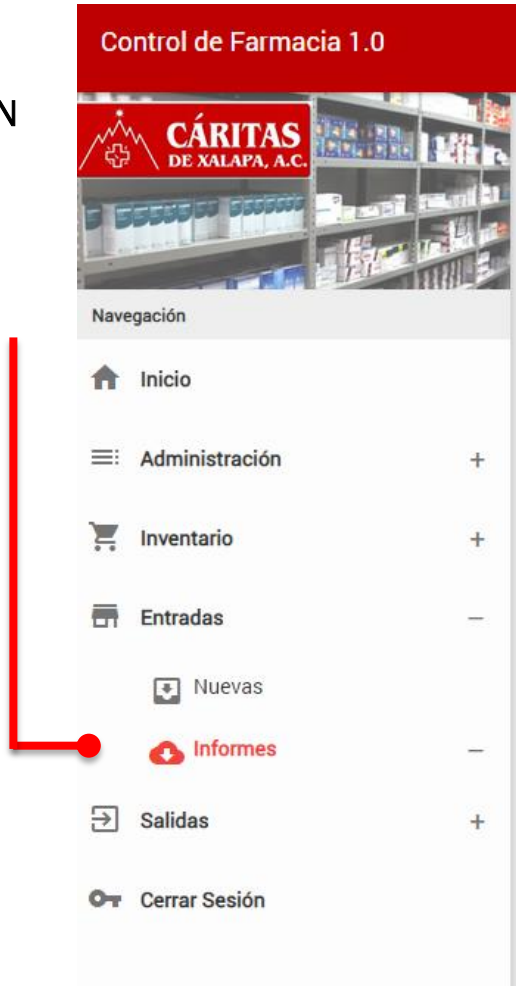 Control de Farmacia 1.0
N
CÁRITAS
DE XALAPA, A.C.
Navegación
Inicio
Administración +
Inventario +
Entradas −
Nuevas
Informes −
Salidas +
Cerrar Sesión